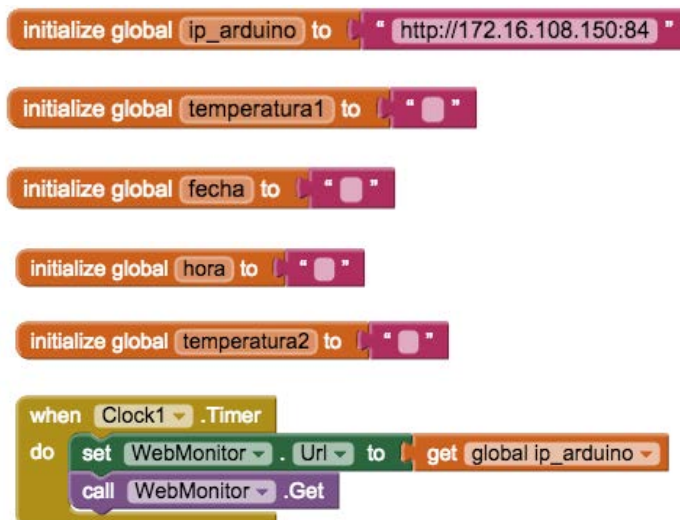 initialize global ip_arduino to " http://172.16.108.150:84 "
initialize global temperatura1 to " "
initialize global fecha to " "
initialize global hora to " "
initialize global temperatura2 to " "
when Clock1 .Timer
do set WebMonitor . Url to get global ip_arduino
call WebMonitor .Get